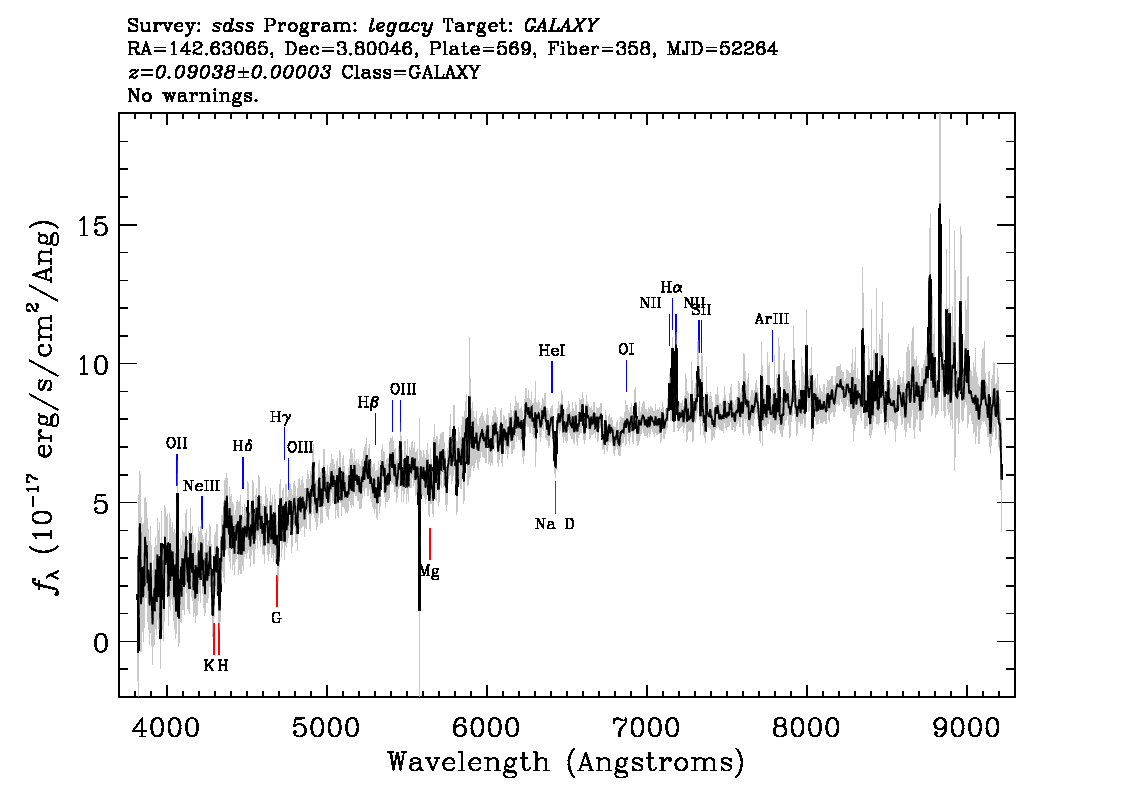 Survey: sdss Program: legacy Target: GALAXY
RA=142.63065, Dec=3.80046, Plate=569, Fiber=358, MJD=52264
z=0.09038±0.00003 Class=GALAXY
No warnings.
Hα
NII NII
SII
ArIII
HeI OI
OIII
Hβ
Hγ
OII Hδ OIII
NeIII
Na D
Mg
G
K H
15
10
5
0
f_λ (10^−17 erg/s/cm^2/Ang)
4000 5000 6000 7000 8000 9000
Wavelength (Angstroms)